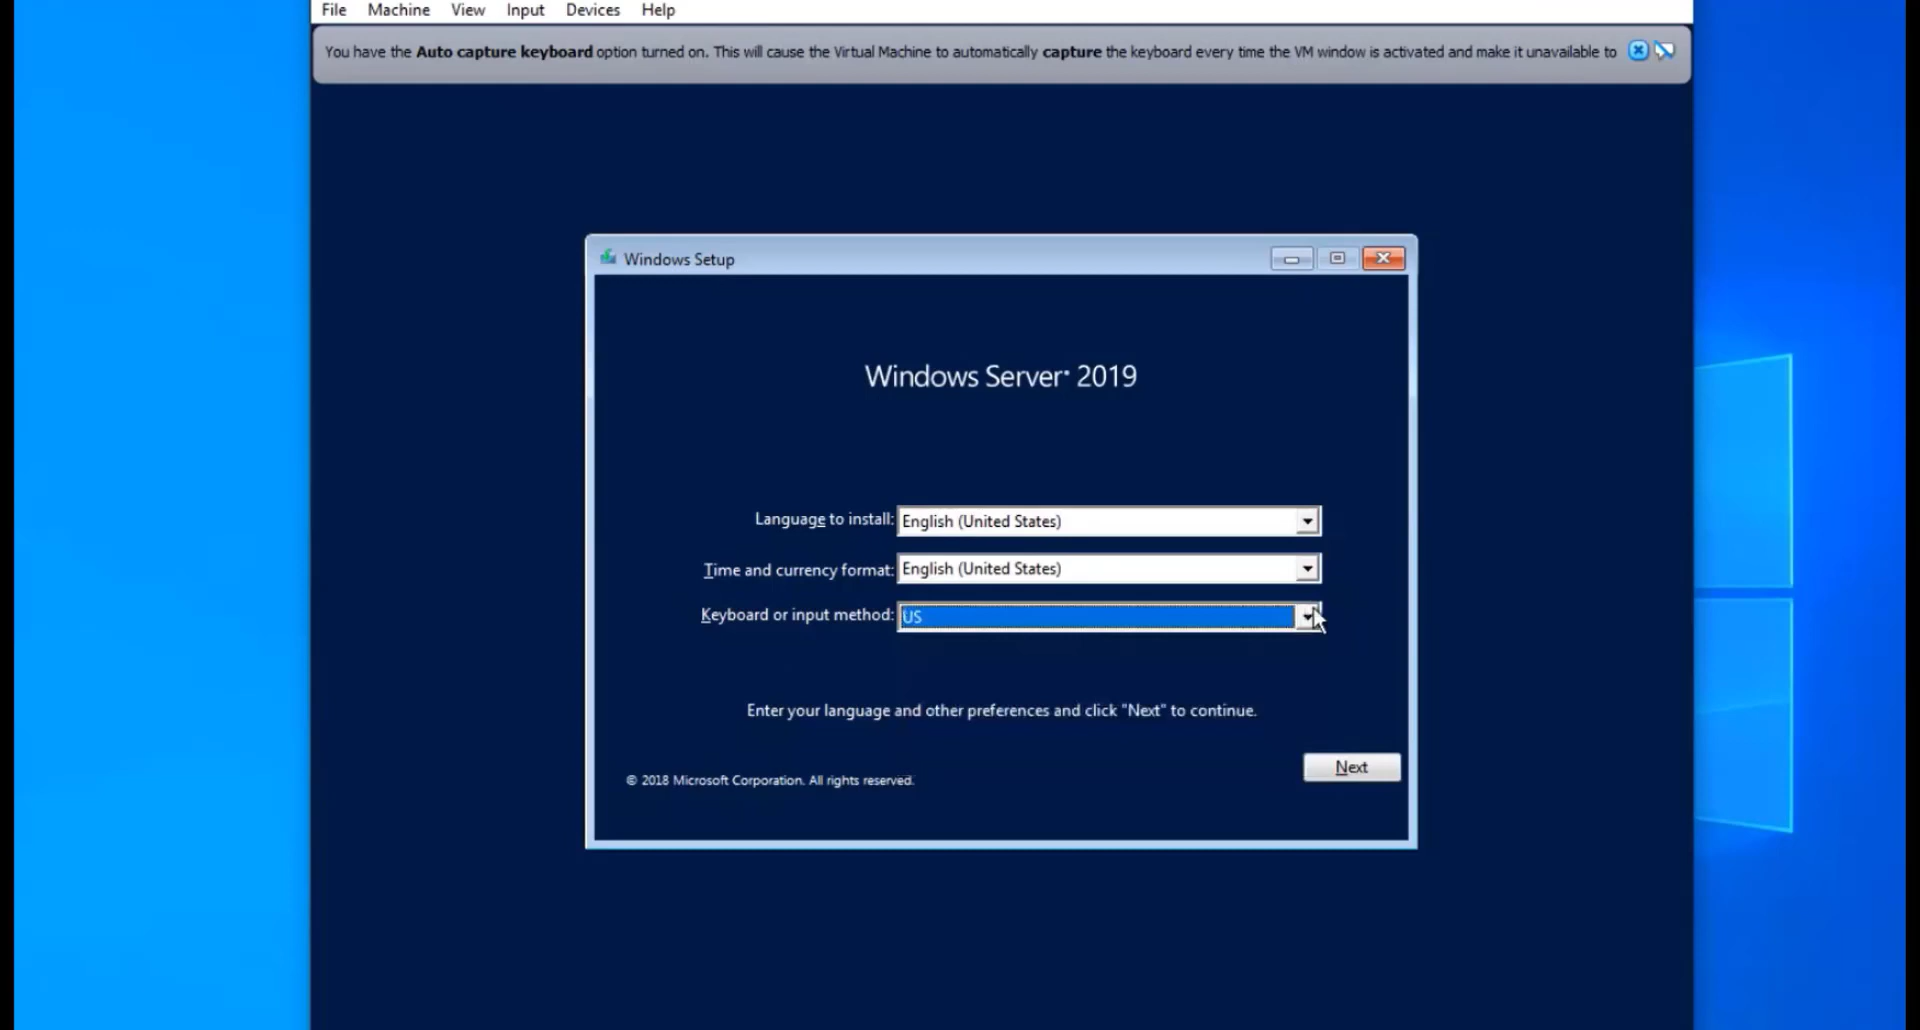 File Machine View Input Devices Help
You have the Auto capture keyboard option turned on. This will cause the Virtual Machine to automatically capture the keyboard every time the VM window is activated and make it unavailable to
Windows Setup
Windows Server 2019
Language to install: English (United States)
Time and currency format: English (United States)
Keyboard or input method: US
Enter your language and other preferences and click "Next" to continue.
Next
© 2018 Microsoft Corporation. All rights reserved.